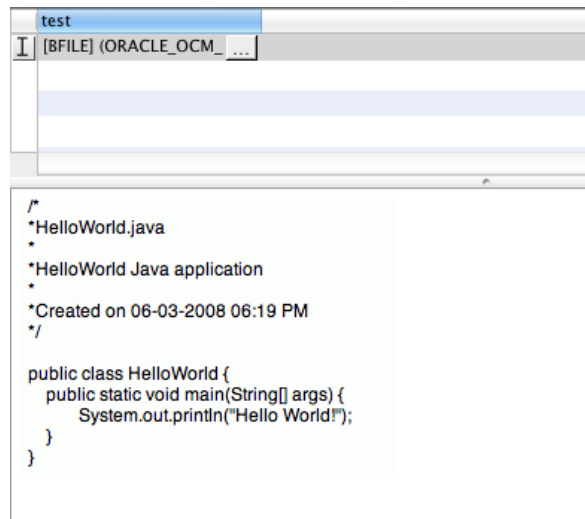 test
[BFILE] (ORACLE_OCM_ ...
/*
*HelloWorld.java
*
*HelloWorld Java application
*
*Created on 06-03-2008 06:19 PM
*/
public class HelloWorld {
public static void main(String[] args) {
System.out.println("Hello World!");
}
}